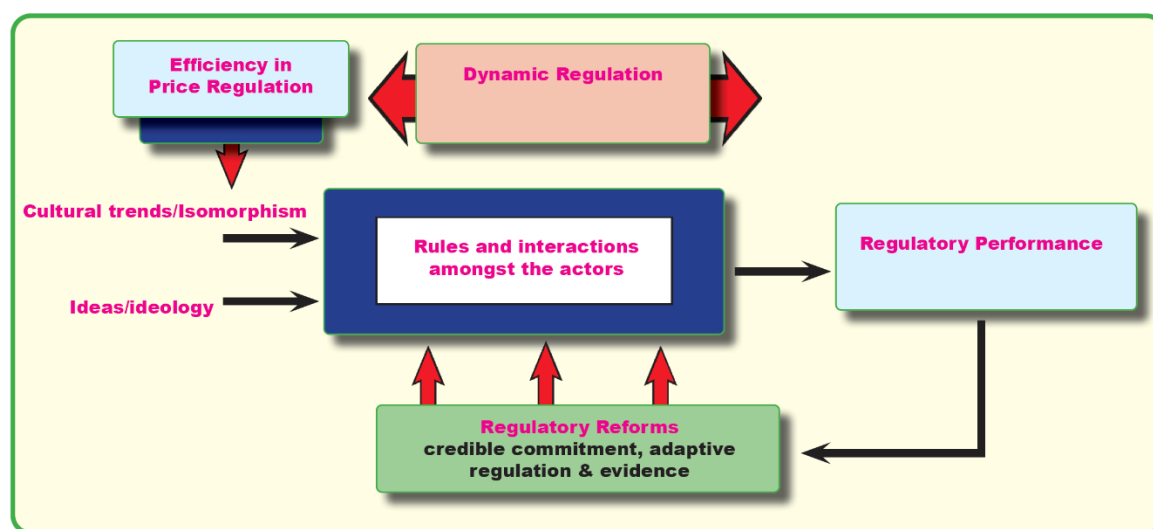 Efficiency in
Price Regulation
Dynamic Regulation
Cultural trends/Isomorphism
Rules and interactions
amongst the actors
Regulatory Performance
Ideas/ideology
Regulatory Reforms
credible commitment, adaptive
regulation & evidence